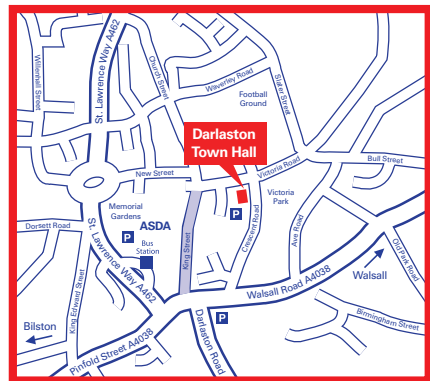 Willenhall Street
St. Lawrence Way A462
Church Street
Waverley Road
Slater Street
Football
Ground
Darlaston
Town Hall
Victoria Road
Bull Street
New Street
Memorial
Gardens
Victoria
Park
P
Dorsett Road
P
ASDA
Bus
Station
King Street
Crescent Road
Ave Road
Old Park Road
St. Lawrence Way A462
King Edward Street
Walsall Road A4038
Walsall
Bilston
Pinfold Street A4038
P
Darlaston Road
Birmingham Street